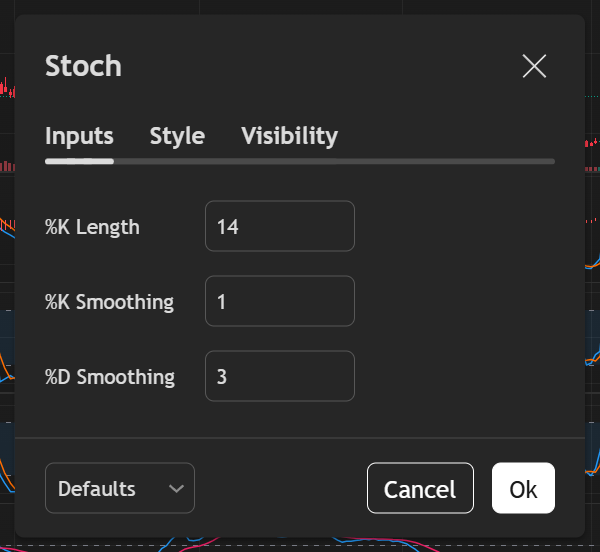 Stoch
Inputs Style Visibility
%K Length 14
%K Smoothing 1
%D Smoothing 3
Defaults Cancel Ok